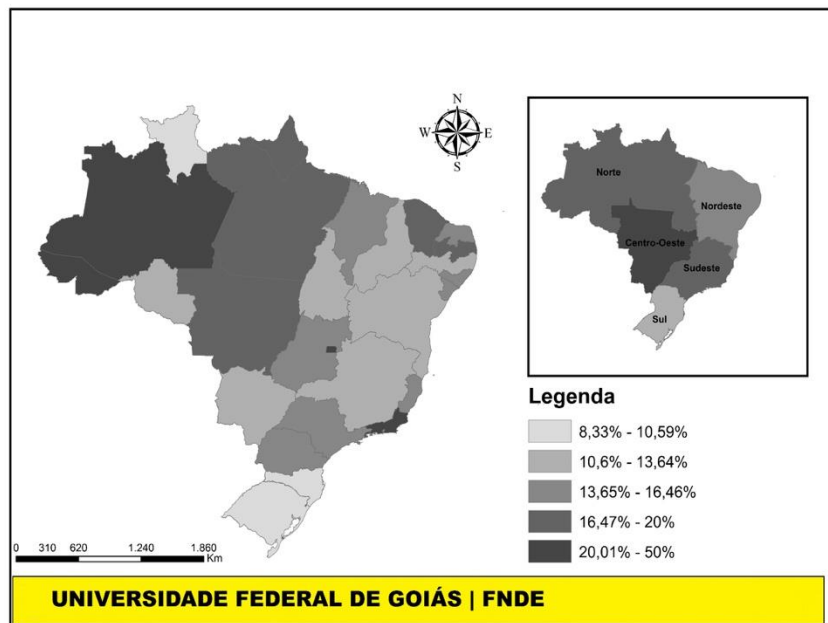 N
W
E
S
Norte
Nordeste
Centro-Oeste
Sudeste
Sul
Legenda
8,33% - 10,59%
10,6% - 13,64%
13,65% - 16,46%
16,47% - 20%
20,01% - 50%
0 310 620 1.240 1.860
Km
UNIVERSIDADE FEDERAL DE GOIÁS | FNDE